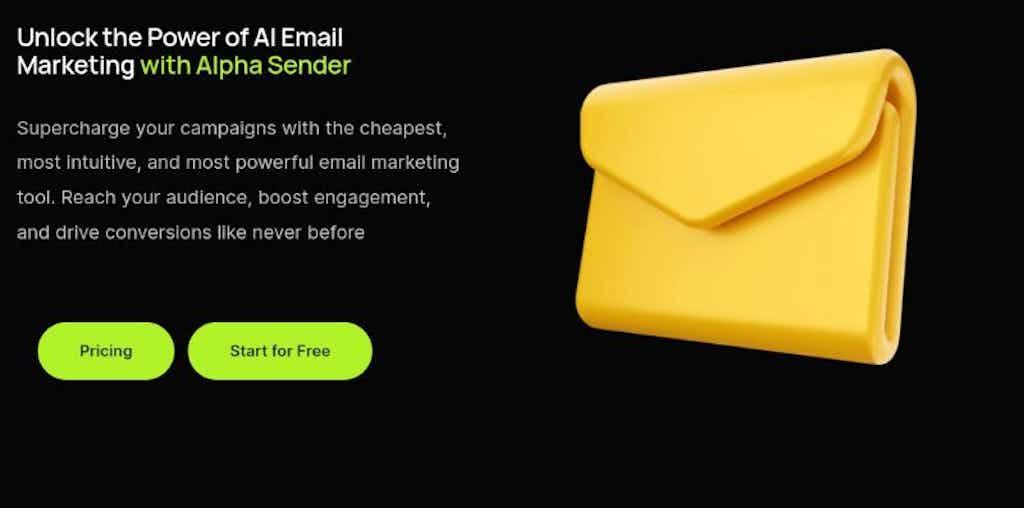 Unlock the Power of AI Email
Marketing with Alpha Sender
Supercharge your campaigns with the cheapest,
most intuitive, and most powerful email marketing
tool. Reach your audience, boost engagement,
and drive conversions like never before
Pricing
Start for Free